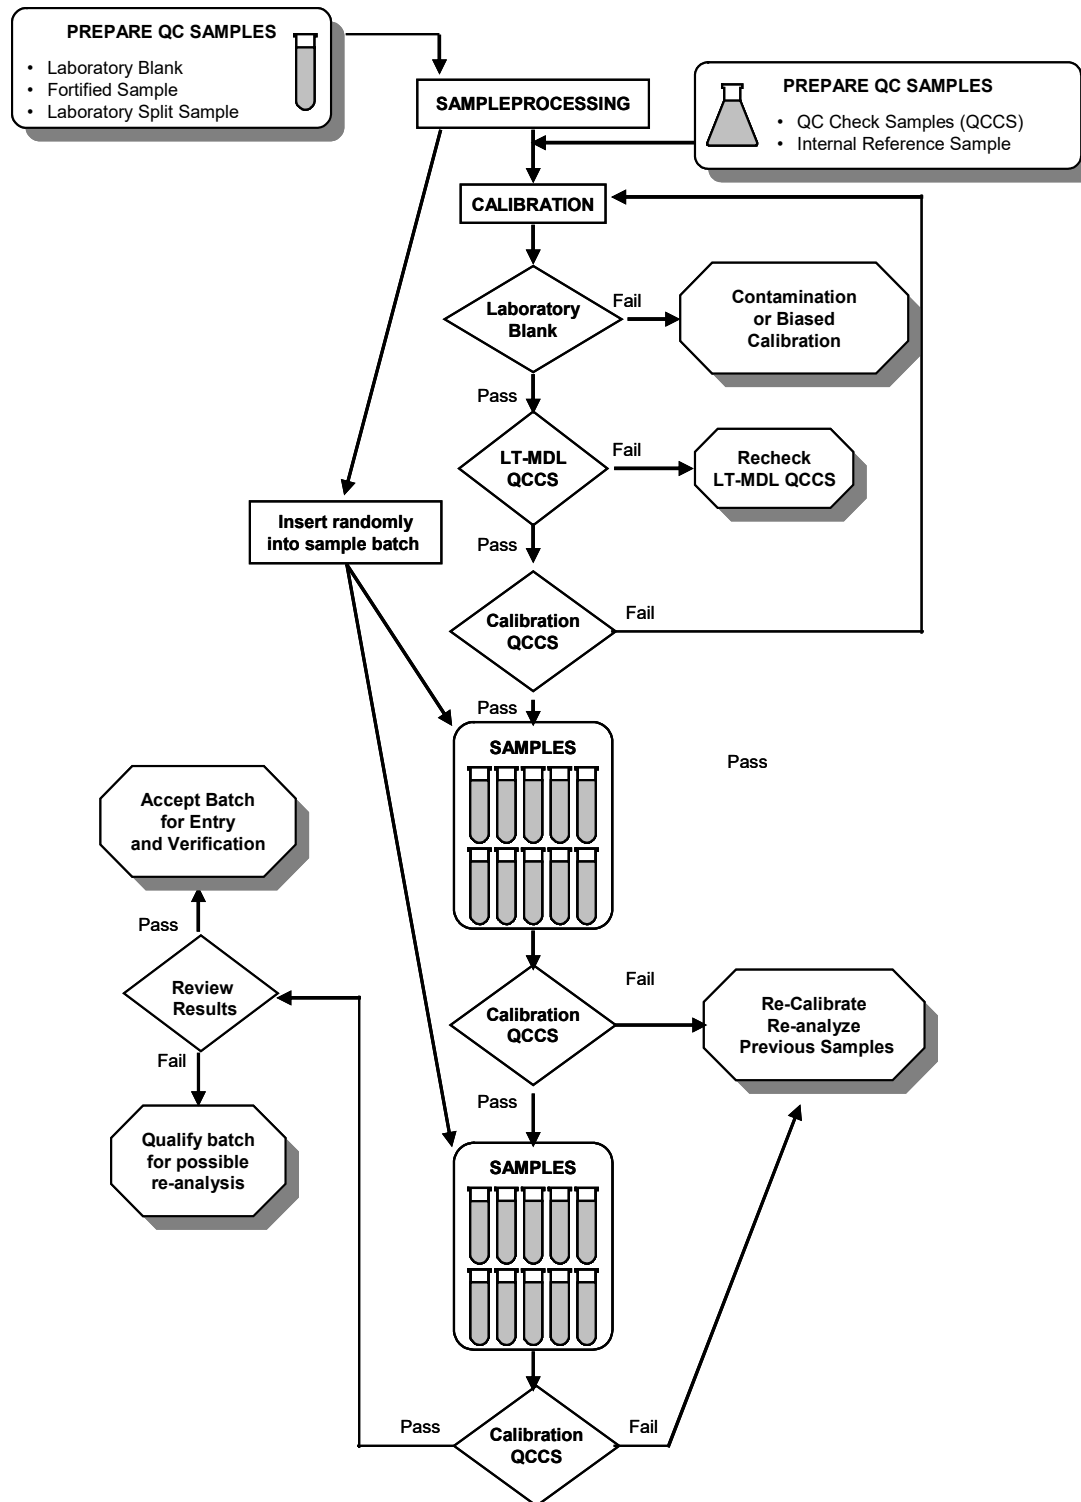 PREPARE QC SAMPLES
• Laboratory Blank
• Fortified Sample
• Laboratory Split Sample
SAMPLEPROCESSING
PREPARE QC SAMPLES
• QC Check Samples (QCCS)
• Internal Reference Sample
CALIBRATION
Laboratory
Blank
Fail
Contamination
or Biased
Calibration
Pass
LT-MDL
QCCS
Fail
Recheck
LT-MDL QCCS
Insert randomly
into sample batch
Pass
Calibration
QCCS
Fail
Pass
SAMPLES
Pass
Accept Batch
for Entry
and Verification
Pass
Review
Results
Fail
Qualify batch
for possible
re-analysis
Calibration
QCCS
Fail
Re-Calibrate
Re-analyze
Previous Samples
Pass
SAMPLES
Pass
Calibration
QCCS
Fail